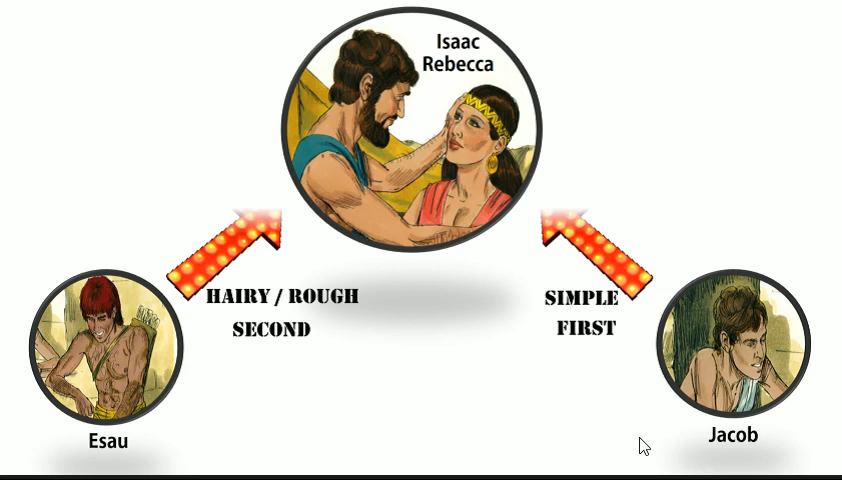 Isaac
Rebecca
HAIRY / ROUGH
SECOND
SIMPLE
FIRST
Esau
Jacob